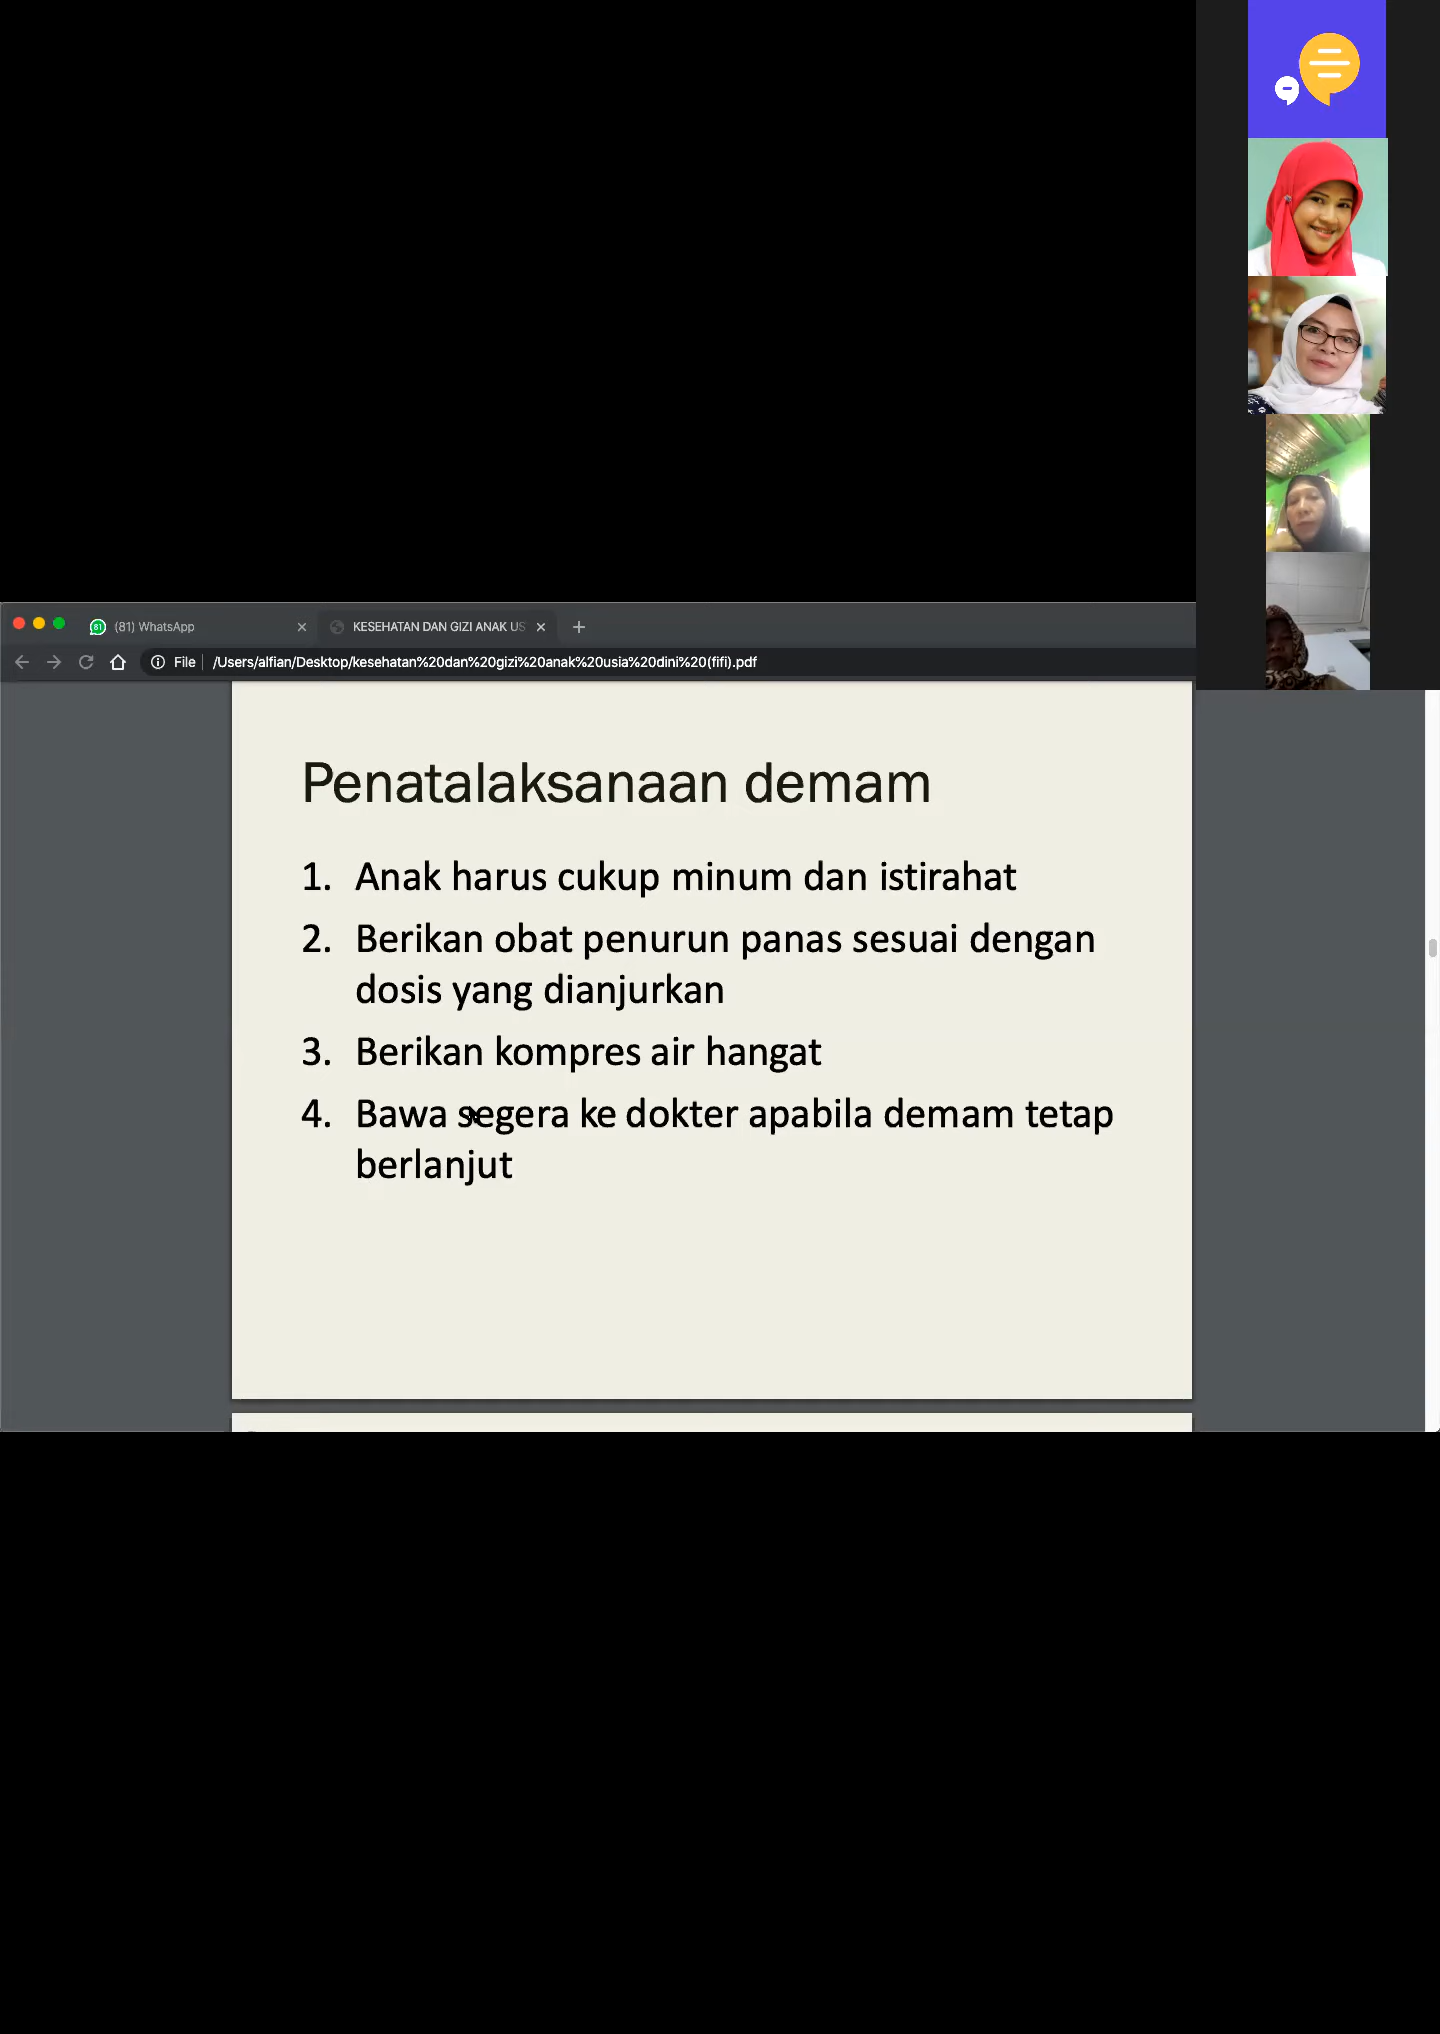 (81) WhatsApp
KESEHATAN DAN GIZI ANAK US
File
/Users/alfian/Desktop/kesehatan%20dan%20gizi%20anak%20usia%20dini%20(fifi).pdf
Penatalaksanaan demam
1. Anak harus cukup minum dan istirahat
2. Berikan obat penurun panas sesuai dengan
dosis yang dianjurkan
3. Berikan kompres air hangat
4. Bawa segera ke dokter apabila demam tetap
berlanjut